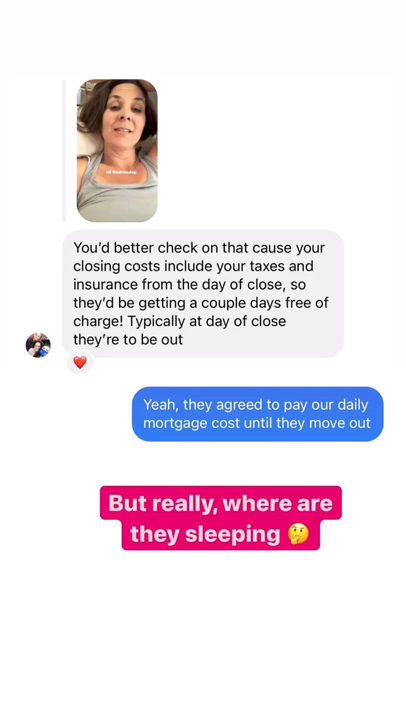 You'd better check on that cause your
closing costs include your taxes and
insurance from the day of close, so
they'd be getting a couple days free of
charge! Typically at day of close
they're to be out
Yeah, they agreed to pay our daily
mortgage cost until they move out
But really, where are
they sleeping 🤔